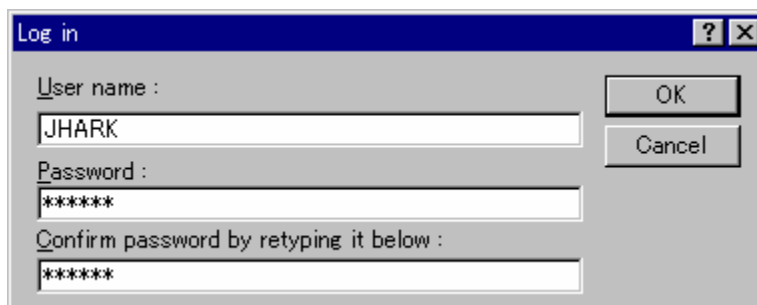 Log in
User name :
OK
JHARK
Cancel
Password :
******
Confirm password by retyping it below :
******